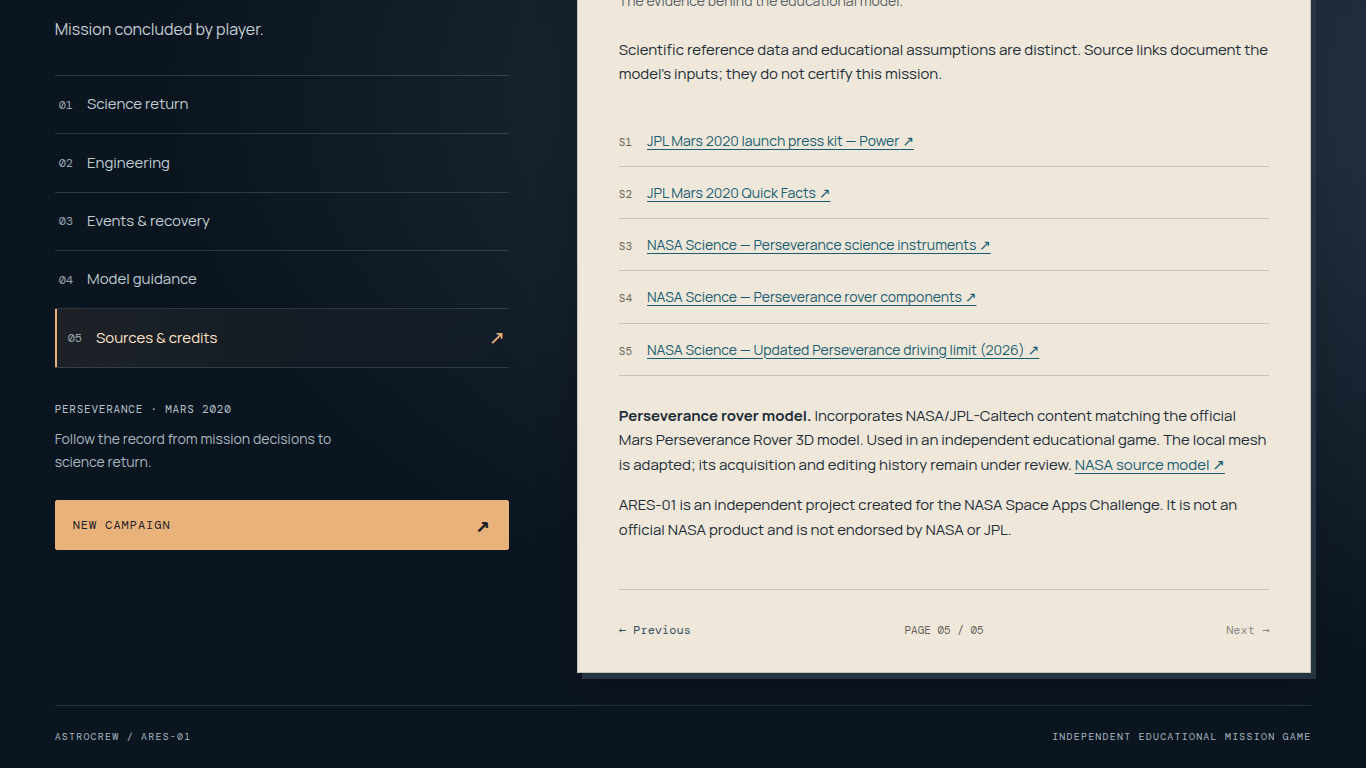 Mission concluded by player.
01 Science return
02 Engineering
03 Events & recovery
04 Model guidance
05 Sources & credits ↗
PERSEVERANCE · MARS 2020
Follow the record from mission decisions to
science return.
NEW CAMPAIGN ↗
The evidence behind the educational model.
Scientific reference data and educational assumptions are distinct. Source links document the
model's inputs; they do not certify this mission.
S1 JPL Mars 2020 launch press kit — Power ↗
S2 JPL Mars 2020 Quick Facts ↗
S3 NASA Science — Perseverance science instruments ↗
S4 NASA Science — Perseverance rover components ↗
S5 NASA Science — Updated Perseverance driving limit (2026) ↗
Perseverance rover model. Incorporates NASA/JPL-Caltech content matching the official
Mars Perseverance Rover 3D model. Used in an independent educational game. The local mesh
is adapted; its acquisition and editing history remain under review. NASA source model ↗
ARES-01 is an independent project created for the NASA Space Apps Challenge. It is not an
official NASA product and is not endorsed by NASA or JPL.
← Previous PAGE 05 / 05 Next →
ASTROCREW / ARES-01 INDEPENDENT EDUCATIONAL MISSION GAME